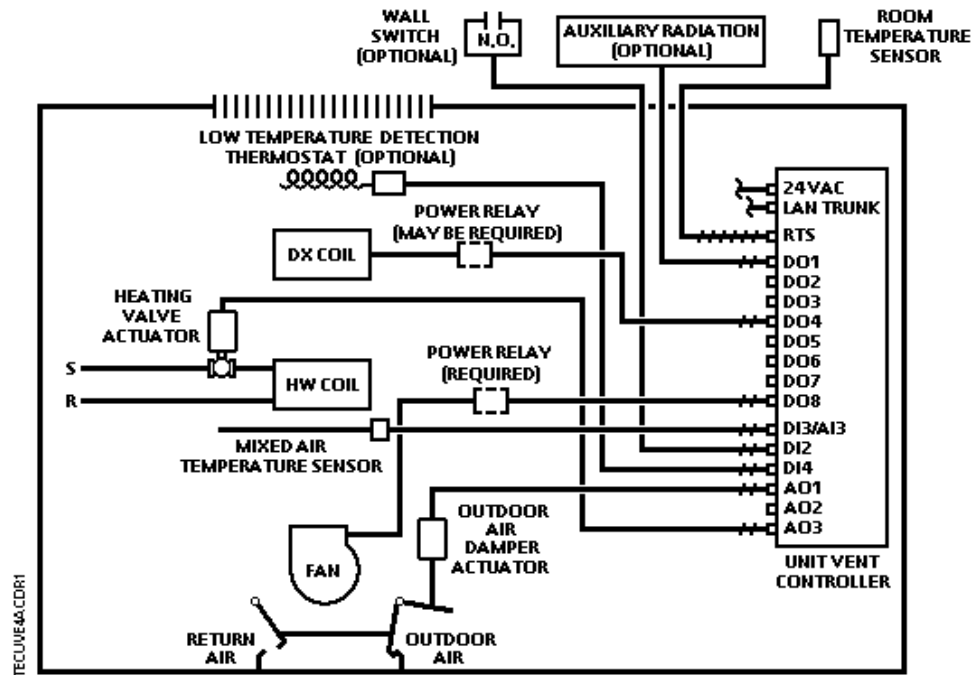 WALL
SWITCH
(OPTIONAL)
N.O.
AUXILIARY RADIATION
(OPTIONAL)
ROOM
TEMPERATURE
SENSOR
LOW TEMPERATURE DETECTION
THERMOSTAT (OPTIONAL)
POWER RELAY
(MAY BE REQUIRED)
DX COIL
HEATING
VALVE
ACTUATOR
S
R
HW COIL
POWER RELAY
(REQUIRED)
MIXED AIR
TEMPERATURE SENSOR
OUTDOOR
AIR
DAMPER
ACTUATOR
FAN
RETURN
AIR
OUTDOOR
AIR
24VAC
LAN TRUNK
RTS
DO1
DO2
DO3
DO4
DO5
DO6
DO7
DO8
DI3/AI3
DI2
DI4
AO1
AO2
AO3
UNIT VENT
CONTROLLER
TECUVE4ACDR1